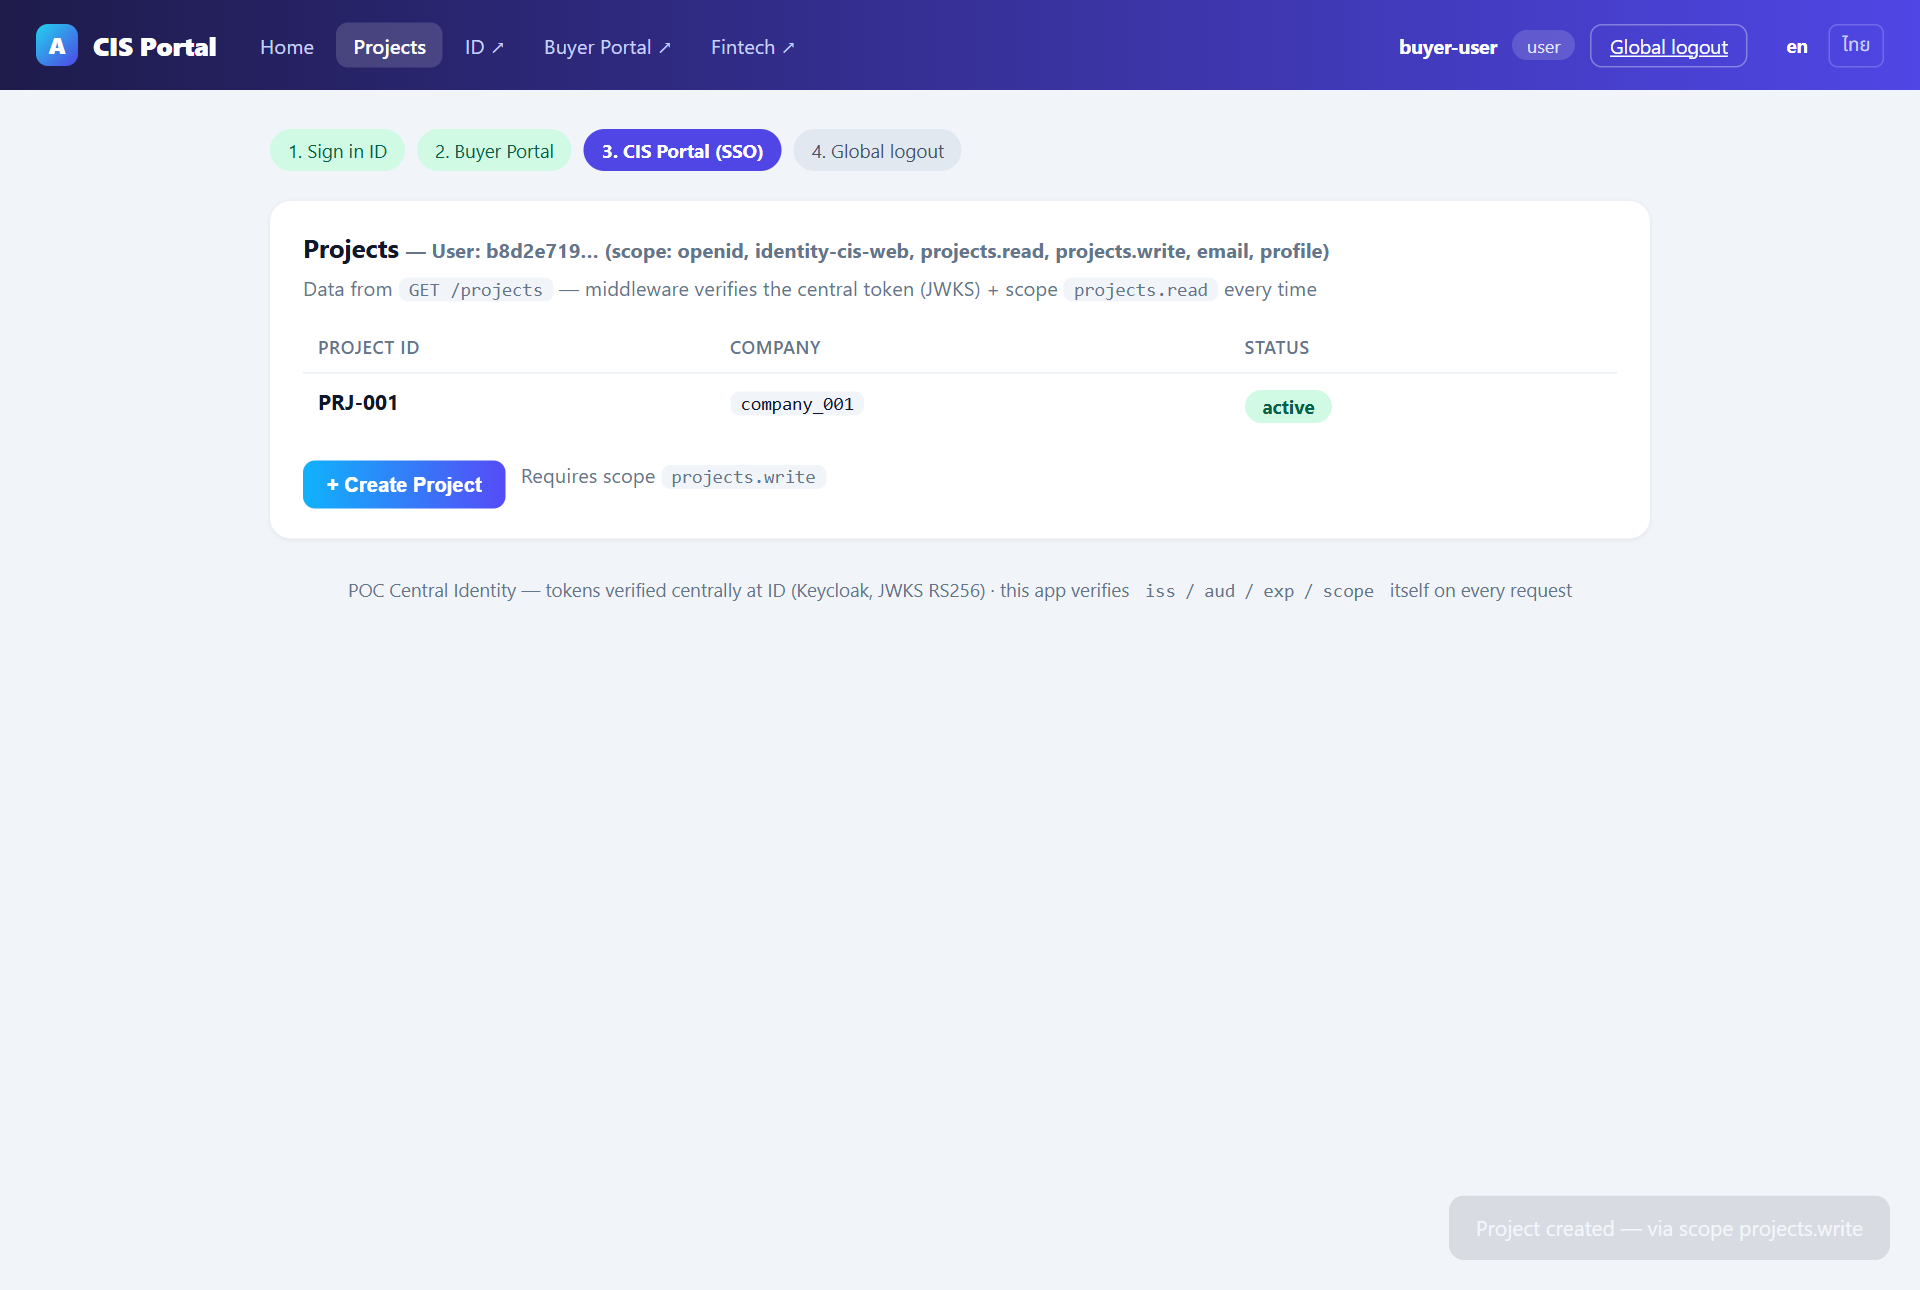 A CIS Portal Home Projects ID ↗ Buyer Portal ↗ Fintech ↗ buyer-user user Global logout en ไทย
1. Sign in ID 2. Buyer Portal 3. CIS Portal (SSO) 4. Global logout
Projects — User: b8d2e719... (scope: openid, identity-cis-web, projects.read, projects.write, email, profile)
Data from GET /projects — middleware verifies the central token (JWKS) + scope projects.read every time
PROJECT ID COMPANY STATUS
PRJ-001 company_001 active
+ Create Project Requires scope projects.write
POC Central Identity — tokens verified centrally at ID (Keycloak, JWKS RS256) · this app verifies iss / aud / exp / scope itself on every request
Project created — via scope projects.write